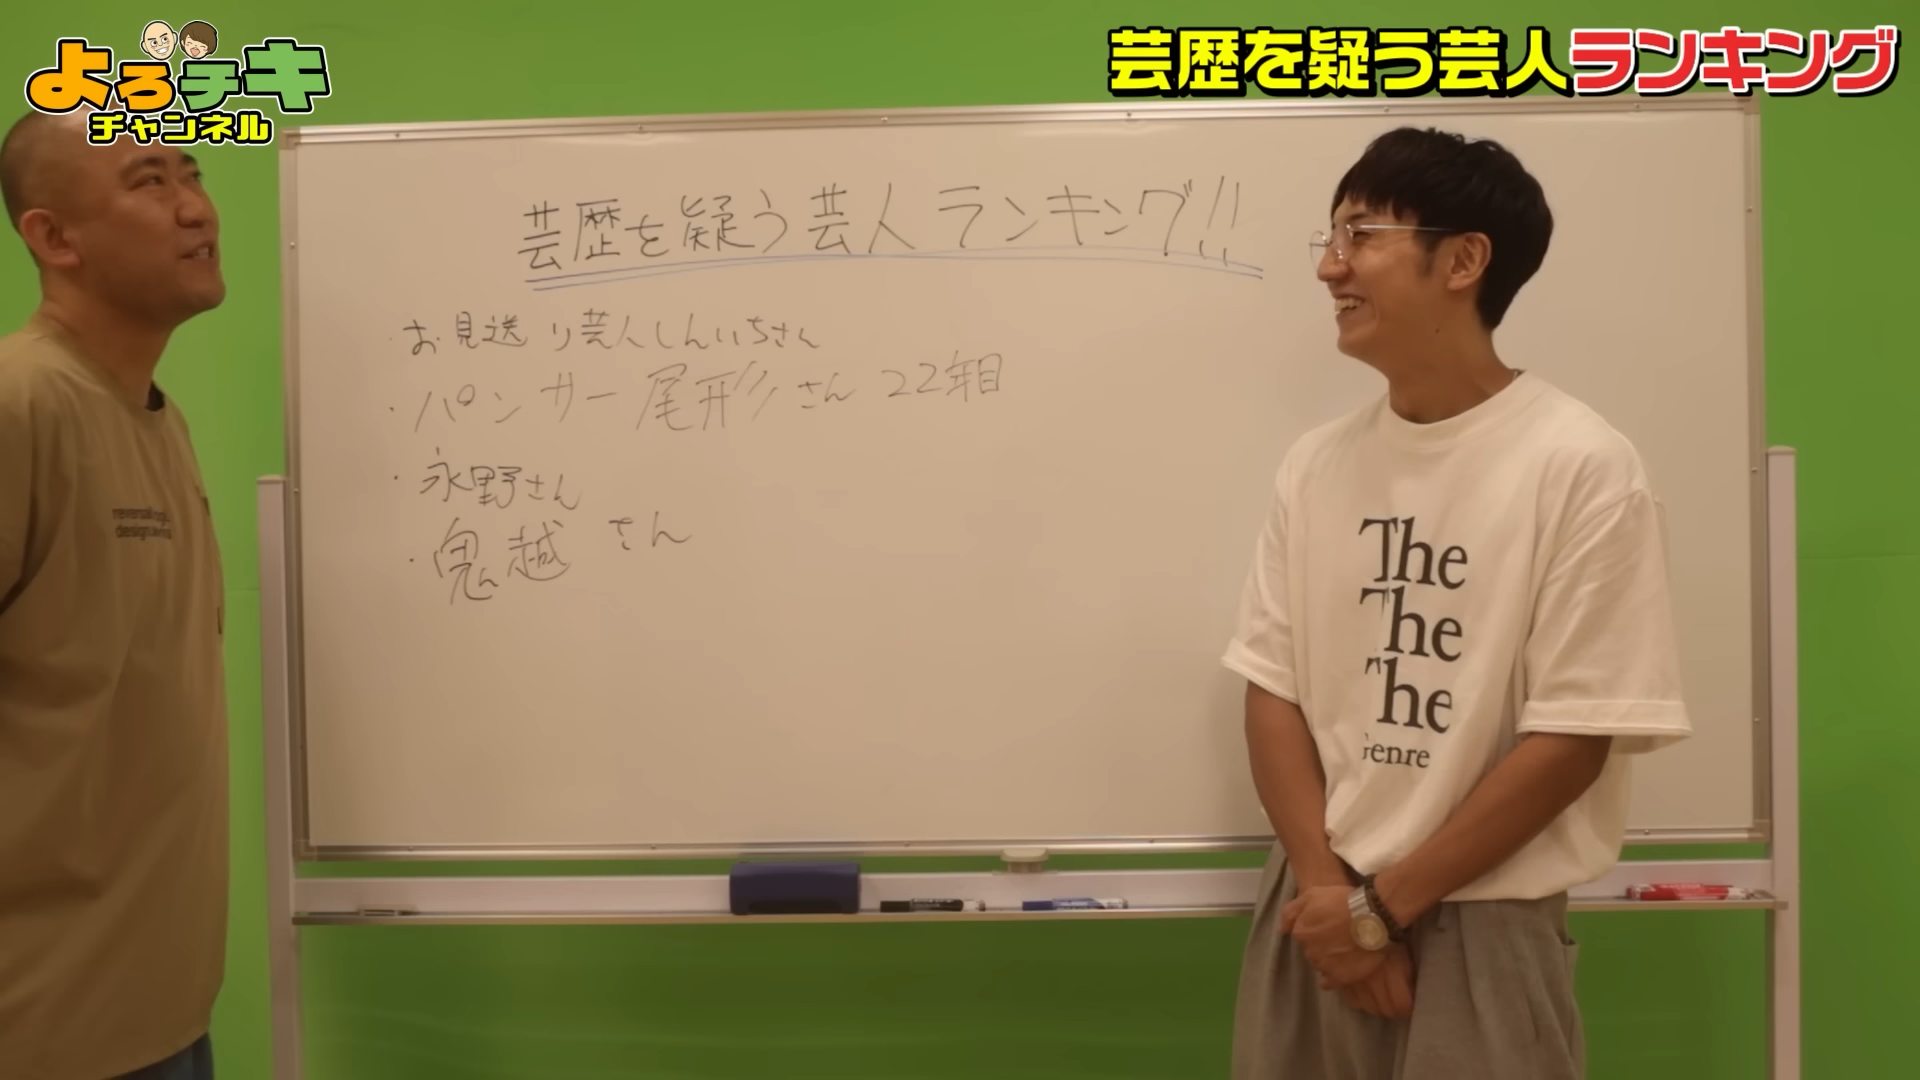 よろチキ
チャンネル
芸歴を疑う芸人ランキング
芸歴を疑う芸人ランキング!!
お見送り芸人しんいちさん
・パンサー尾形さん 22年目
・永野さん
・鬼越さん
The
The
The
Genre